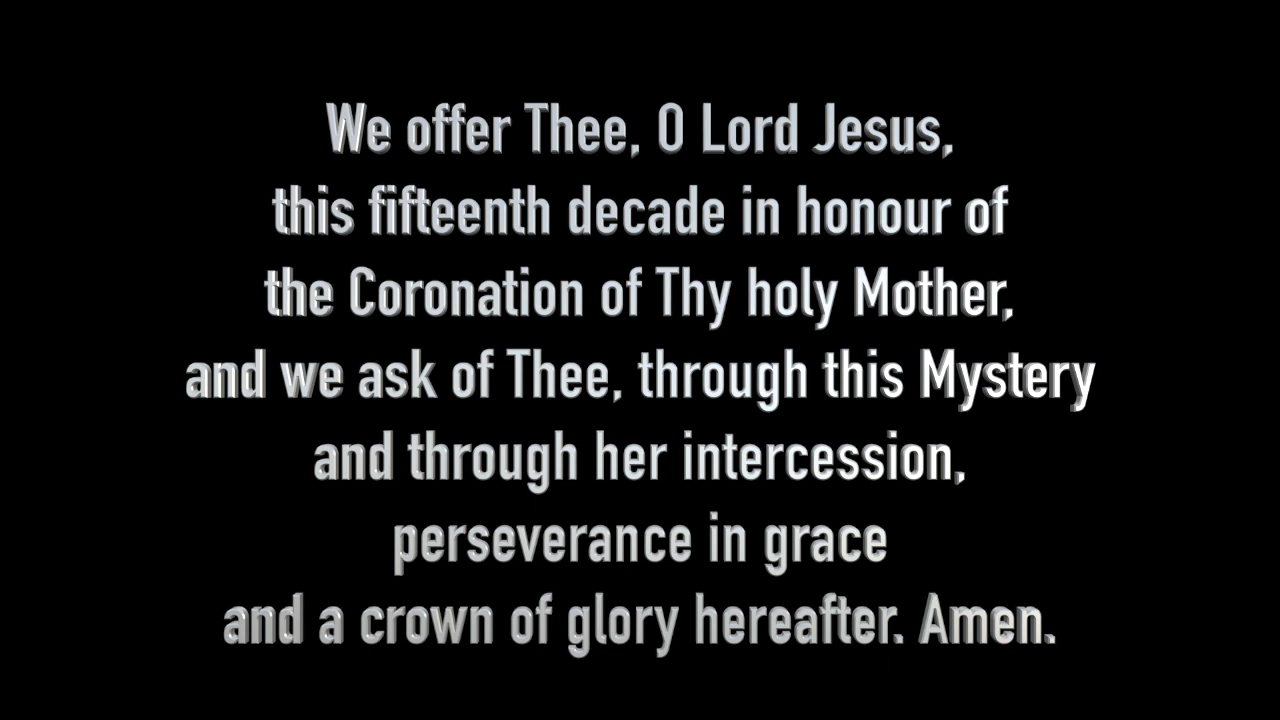 We offer Thee, O Lord Jesus,
this fifteenth decade in honour of
the Coronation of Thy holy Mother,
and we ask of Thee, through this Mystery
and through her intercession,
perseverance in grace
and a crown of glory hereafter. Amen.